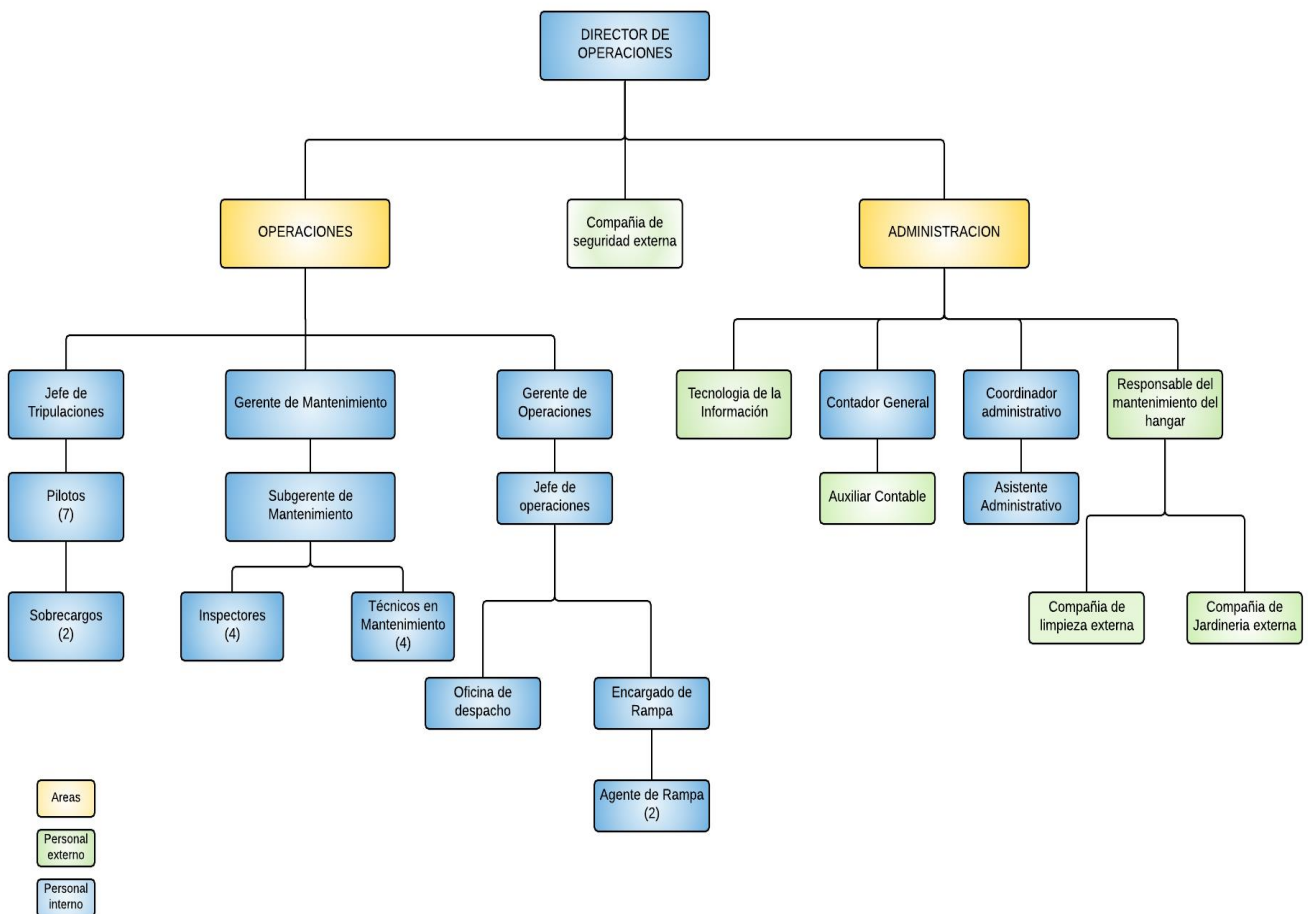 DIRECTOR DE
OPERACIONES
OPERACIONES
Compañia de
seguridad externa
ADMINISTRACION
Jefe de
Tripulaciones
Gerente de Mantenimiento
Gerente de
Operaciones
Tecnologia de la
Información
Contador General
Coordinador
administrativo
Responsable del
mantenimiento del
hangar
Pilotos
(7)
Subgerente de
Mantenimiento
Jefe de
operaciones
Auxiliar Contable
Asistente
Administrativo
Sobrecargos
(2)
Inspectores
(4)
Técnicos en
Mantenimiento
(4)
Compañia de
limpieza externa
Compañia de
Jardineria externa
Oficina de
despacho
Encargado de
Rampa
Agente de Rampa
(2)
Areas
Personal
externo
Personal
interno